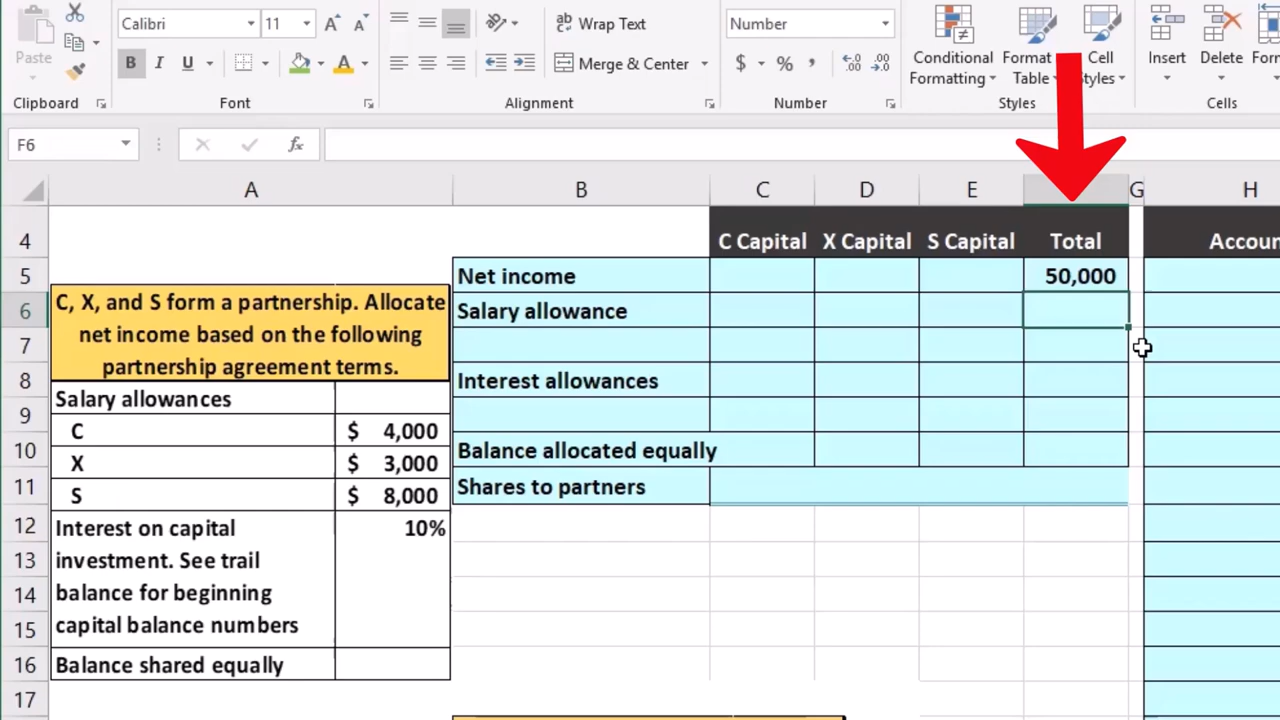 Calibri 11 Wrap Text Number
Paste B I U Merge & Center $ % , Conditional Formatting Format Table Cell Styles Insert Delete
Clipboard Font Alignment Number Styles Cells
F6 fx
A B C D E G H
4 C Capital X Capital S Capital Total
5 Net income 50,000
6 Salary allowance
7
8 Interest allowances
9
10 Balance allocated equally
11 Shares to partners
12
13
14
15
16
17
C, X, and S form a partnership. Allocate
net income based on the following
partnership agreement terms.
Salary allowances
C $ 4,000
X $ 3,000
S $ 8,000
Interest on capital 10%
investment. See trail
balance for beginning
capital balance numbers
Balance shared equally